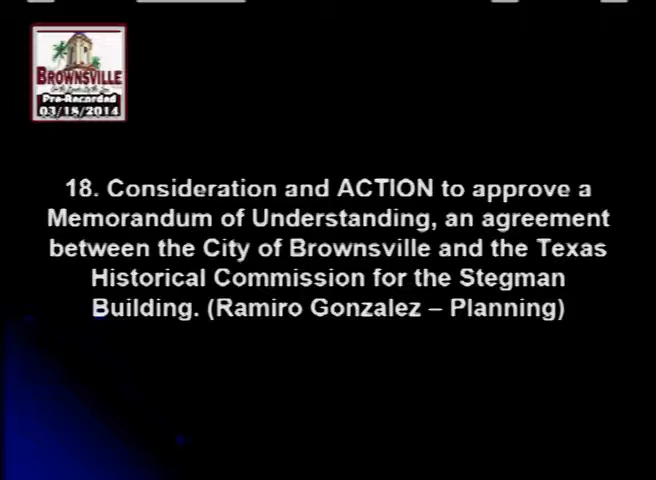 BROWNSVILLE
Pre-Recorded
03/18/2014
18. Consideration and ACTION to approve a
Memorandum of Understanding, an agreement
between the City of Brownsville and the Texas
Historical Commission for the Stegman
Building. (Ramiro Gonzalez – Planning)